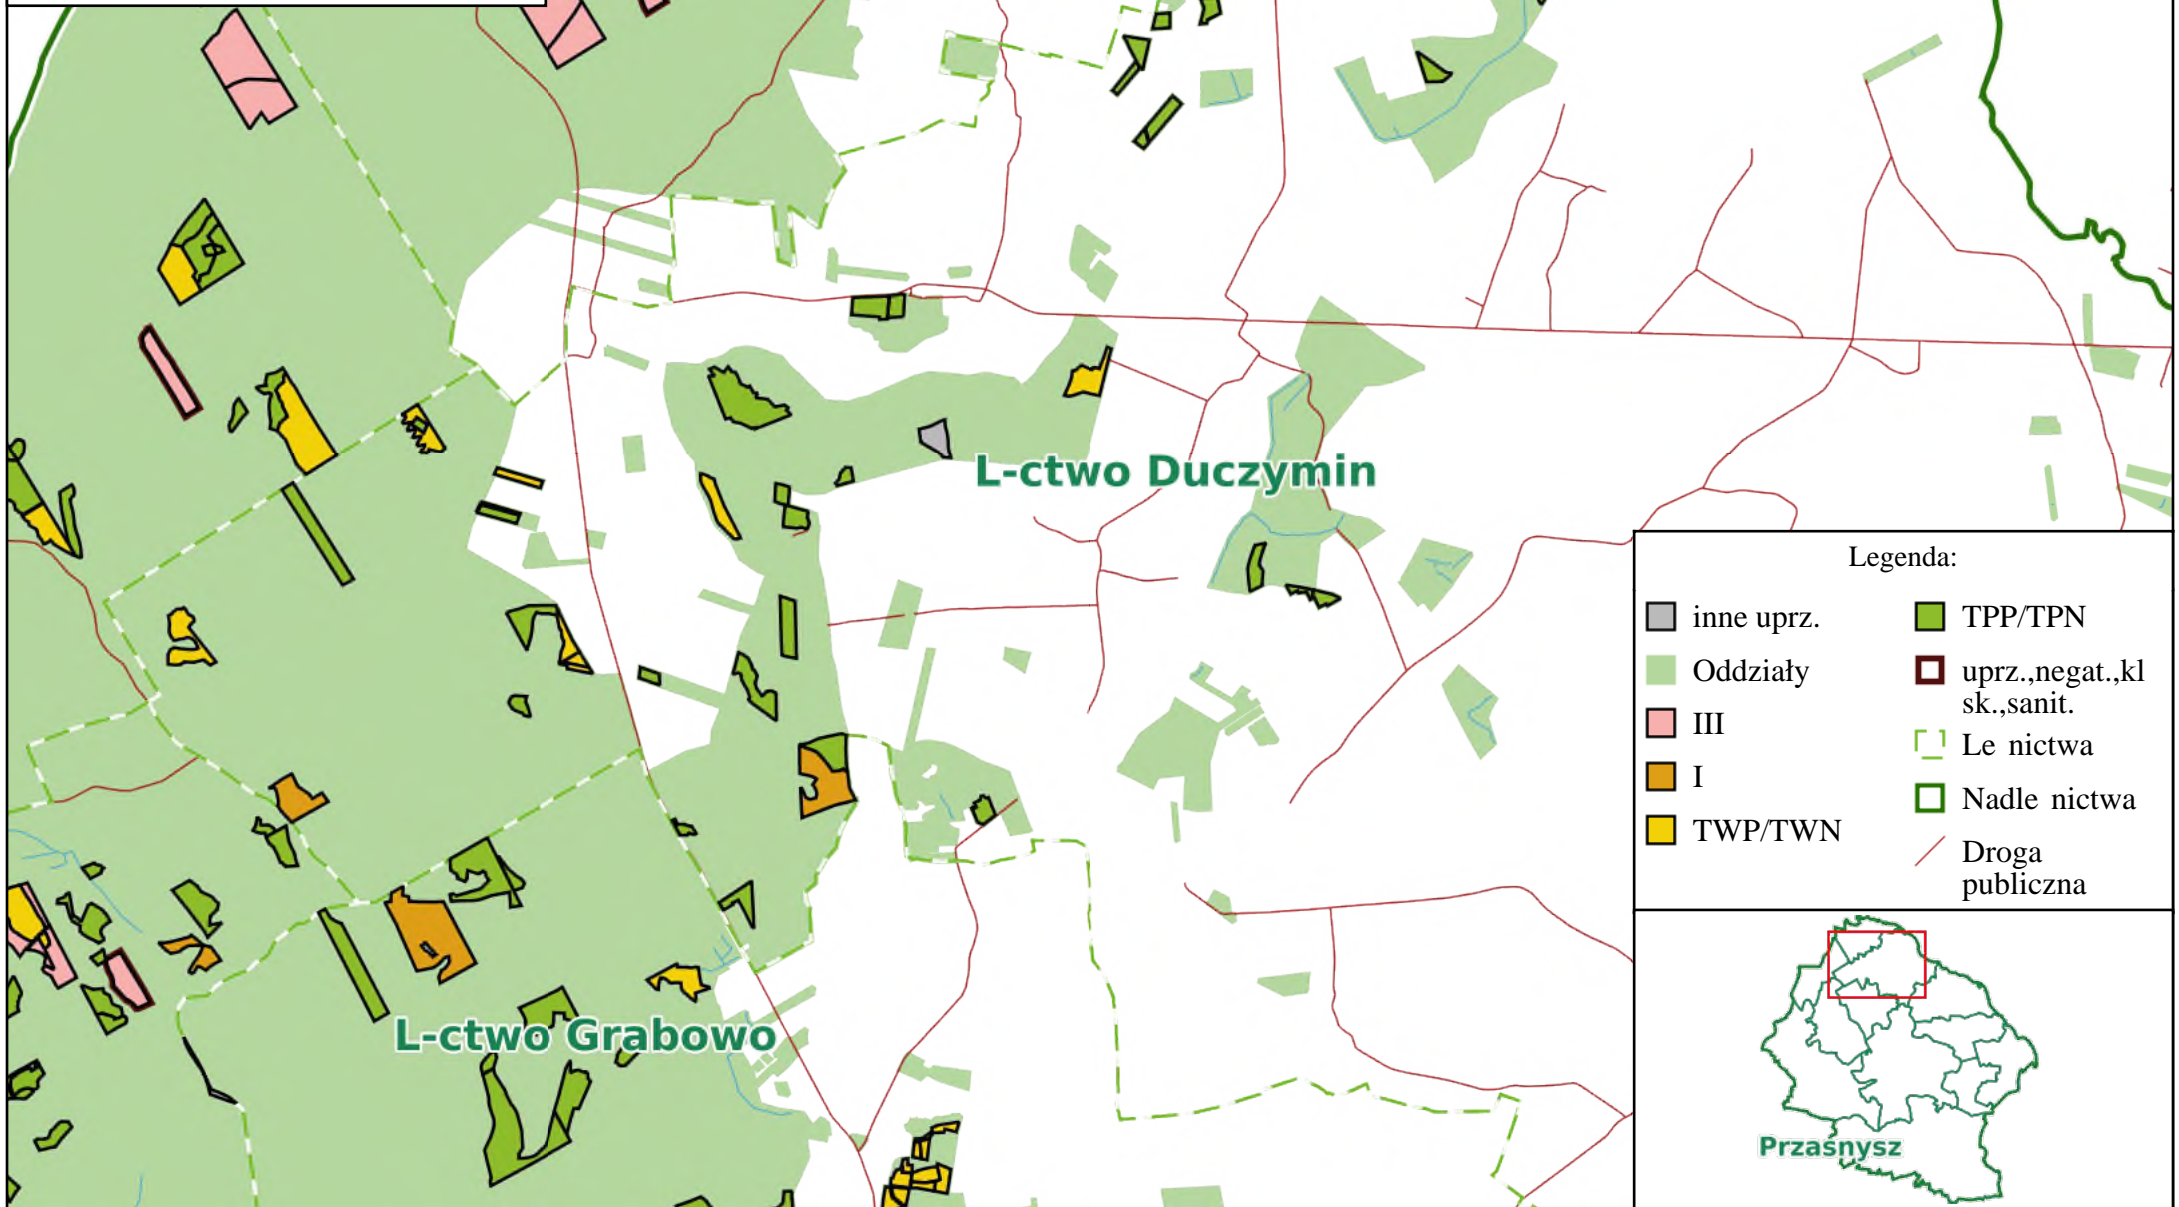 L-ctwo Duczymin
L-ctwo Grabowo
Legenda:
inne uprz.
Oddziały
III
I
TWP/TWN
TPP/TPN
uprz.,negat.,kl
sk.,sanit.
Le nictwa
Nadle nictwa
Droga
publiczna
Przasnysz